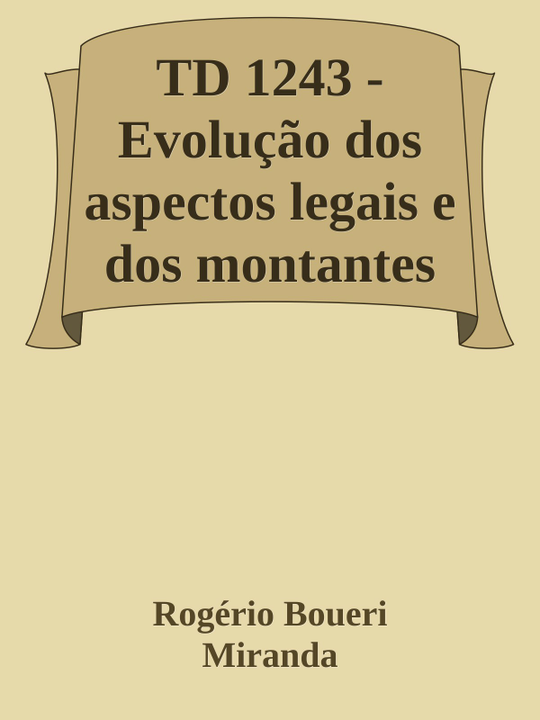 TD 1243 -
Evolução dos
aspectos legais e
dos montantes
Rogério Boueri
Miranda